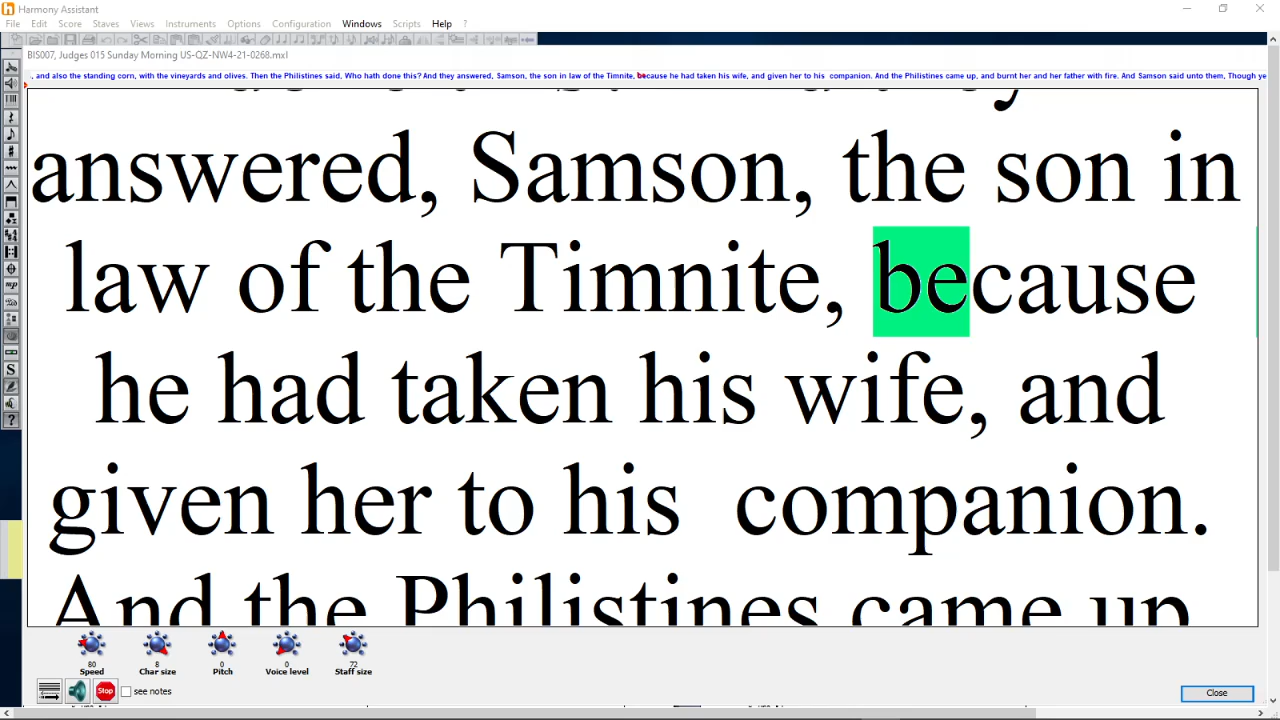 Harmony Assistant
File Edit Score Staves Views Instruments Options Configuration Windows Scripts Help ?
BIS007, Judges 015 Sunday Morning US-QZ-NW4-21-0268.mxl
, and also the standing corn, with the vineyards and olives. Then the Philistines said, Who hath done this? And they answered, Samson, the son in law of the Timnite, because he had taken his wife, and given her to his  companion. And the Philistines came up, and burnt her and her father with fire. And Samson said unto them, Though ye
answered, Samson, the son in
law of the Timnite, because
he had taken his wife, and
given her to his  companion.
And the Philistines came up
80 8 0 0 72
Speed Char size Pitch Voice level Staff size
Stop see notes
Close